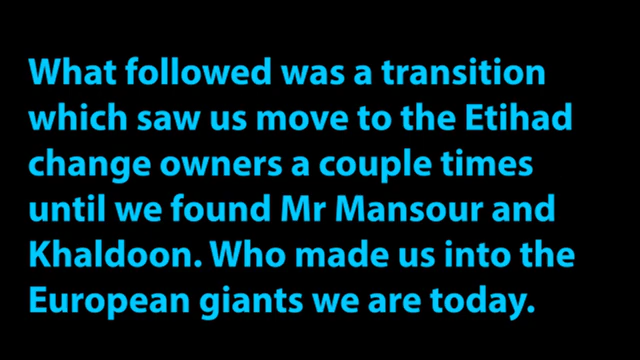 What followed was a transition
which saw us move to the Etihad
change owners a couple times
until we found Mr Mansour and
Khaldoon. Who made us into the
European giants we are today.